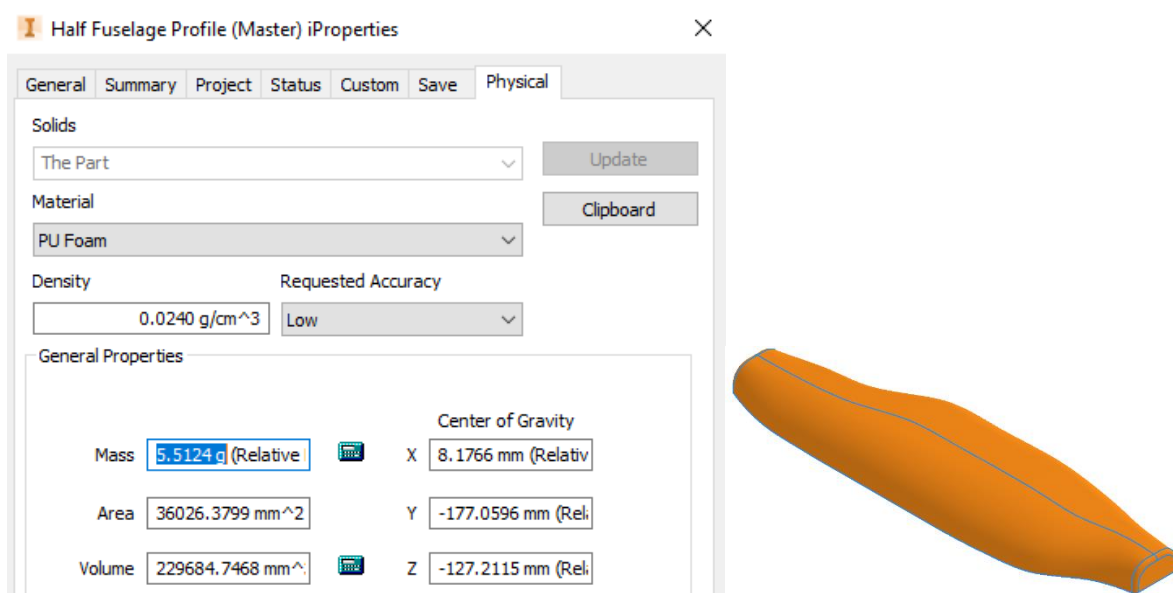 Half Fuselage Profile (Master) iProperties
General Summary Project Status Custom Save Physical
Solids
The Part
Update
Material
Clipboard
PU Foam
Density Requested Accuracy
0.0240 g/cm^3 Low
General Properties
Center of Gravity
Mass 5.5124 g (Relative X 8.1766 mm (Relativ
Area 36026.3799 mm^2 Y -177.0596 mm (Rel
Volume 229684.7468 mm^ Z -127.2115 mm (Rel